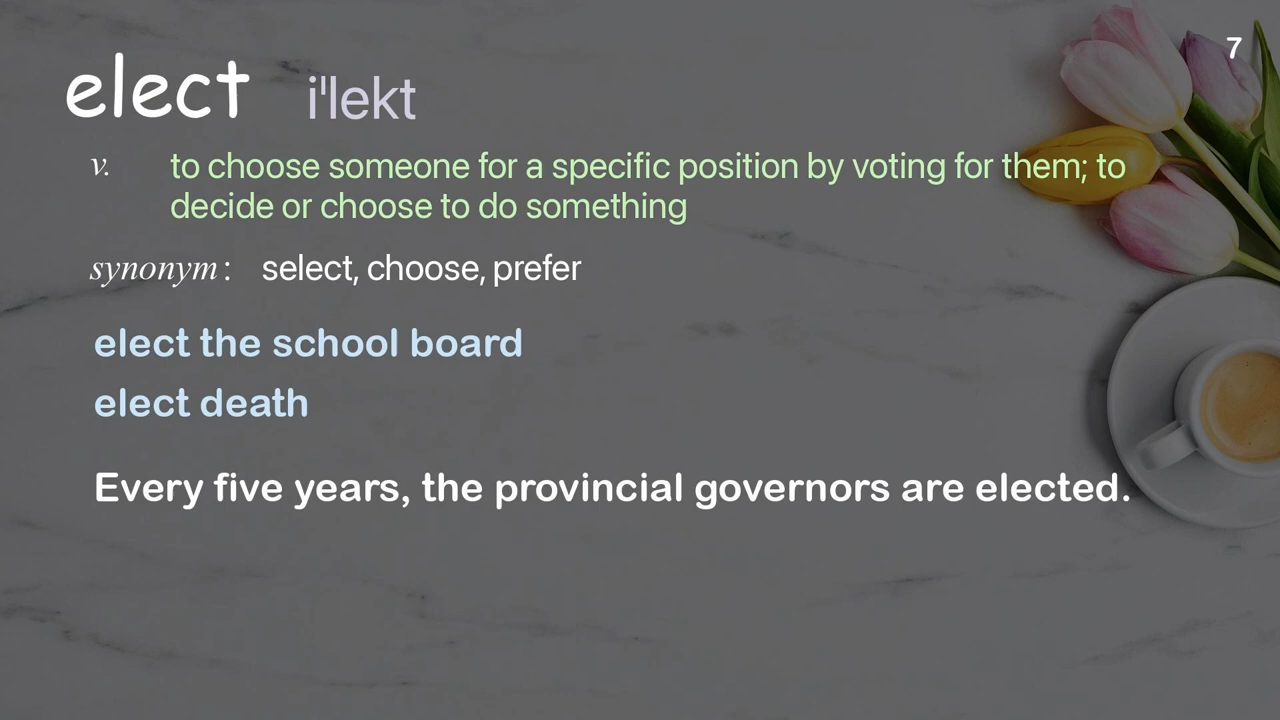 7
elect iˈlekt
v. to choose someone for a specific position by voting for them; to
decide or choose to do something
synonym: select, choose, prefer
elect the school board
elect death
Every five years, the provincial governors are elected.